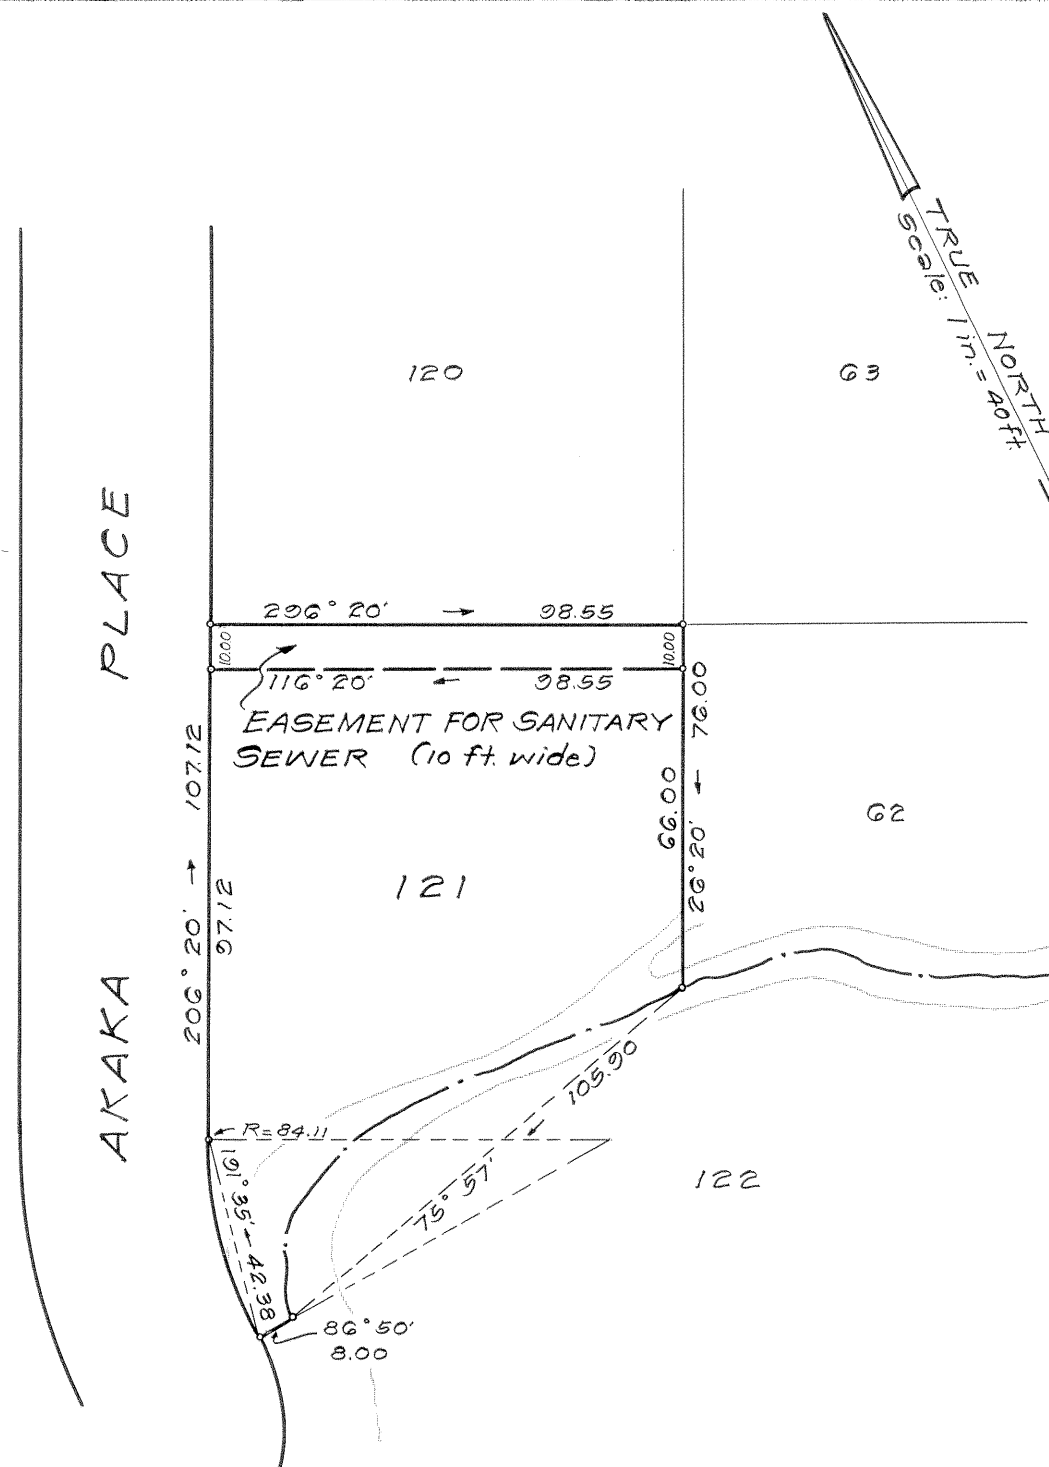 TRUE NORTH
scale: 1 in. = 40 ft.
120
63
AKAKA PLACE
296° 20' → 98.55
10.00
10.00
116° 20' ← 98.55
EASEMENT FOR SANITARY
SEWER (10 ft. wide)
206° 20' → 107.12
97.12
76.00
66.00
26° 20'
62
121
105.90
R=84.11
75° 57'
122
191° 35' ← 42.38
86° 50'
8.00